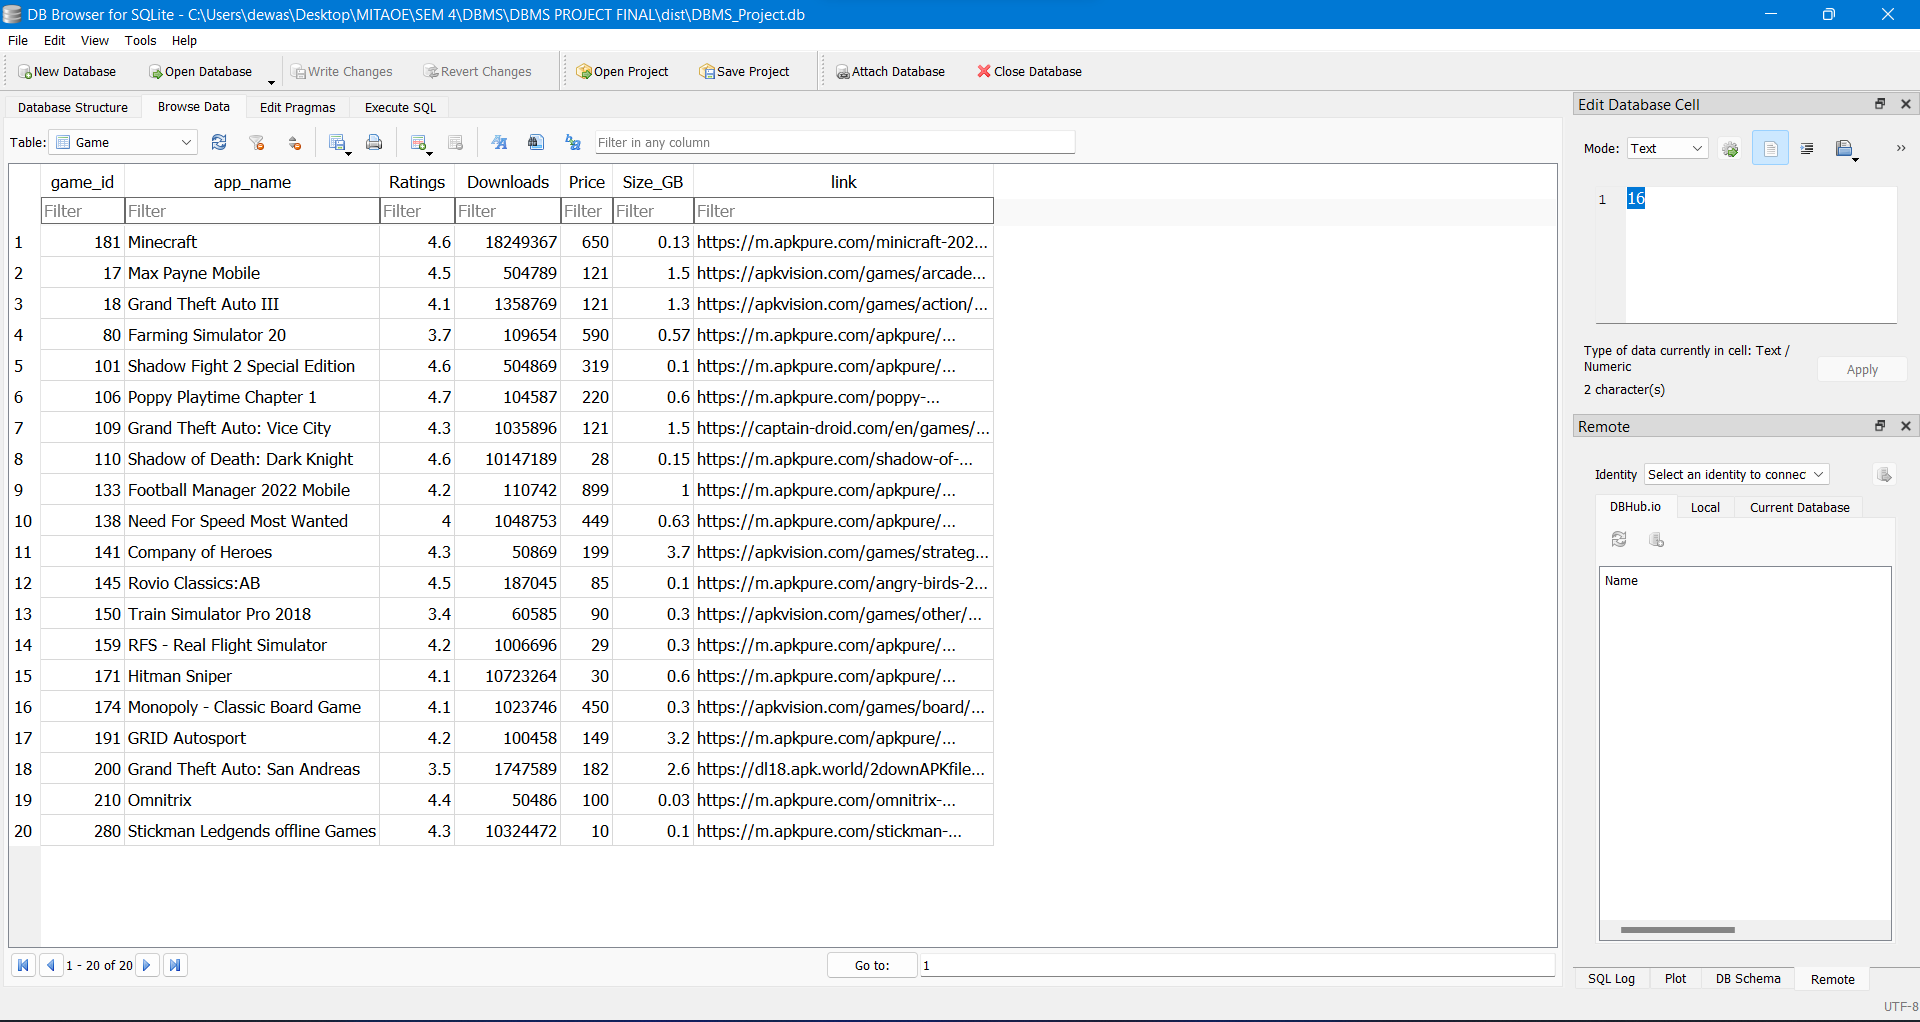 DB Browser for SQLite - C:\Users\dewas\Desktop\MITAOE\SEM 4\DBMS\DBMS PROJECT FINAL\dist\DBMS_Project.db
File Edit View Tools Help
New Database Open Database Write Changes Revert Changes Open Project Save Project Attach Database Close Database
Database Structure Browse Data Edit Pragmas Execute SQL
Table: Game Filter in any column
game_id app_name Ratings Downloads Price Size_GB link
Filter Filter Filter Filter Filter Filter Filter
1 181 Minecraft 4.6 18249367 650 0.13 https://m.apkpure.com/minicraft-202...
2 17 Max Payne Mobile 4.5 504789 121 1.5 https://apkvision.com/games/arcade...
3 18 Grand Theft Auto III 4.1 1358769 121 1.3 https://apkvision.com/games/action/...
4 80 Farming Simulator 20 3.7 109654 590 0.57 https://m.apkpure.com/apkpure/...
5 101 Shadow Fight 2 Special Edition 4.6 504869 319 0.1 https://m.apkpure.com/apkpure/...
6 106 Poppy Playtime Chapter 1 4.7 104587 220 0.6 https://m.apkpure.com/poppy-...
7 109 Grand Theft Auto: Vice City 4.3 1035896 121 1.5 https://captain-droid.com/en/games/...
8 110 Shadow of Death: Dark Knight 4.6 10147189 28 0.15 https://m.apkpure.com/shadow-of-...
9 133 Football Manager 2022 Mobile 4.2 110742 899 1 https://m.apkpure.com/apkpure/...
10 138 Need For Speed Most Wanted 4 1048753 449 0.63 https://m.apkpure.com/apkpure/...
11 141 Company of Heroes 4.3 50869 199 3.7 https://apkvision.com/games/strateg...
12 145 Rovio Classics:AB 4.5 187045 85 0.1 https://m.apkpure.com/angry-birds-2...
13 150 Train Simulator Pro 2018 3.4 60585 90 0.3 https://apkvision.com/games/other/...
14 159 RFS - Real Flight Simulator 4.2 1006696 29 0.3 https://m.apkpure.com/apkpure/...
15 171 Hitman Sniper 4.1 10723264 30 0.6 https://m.apkpure.com/apkpure/...
16 174 Monopoly - Classic Board Game 4.1 1023746 450 0.3 https://apkvision.com/games/board/...
17 191 GRID Autosport 4.2 100458 149 3.2 https://m.apkpure.com/apkpure/...
18 200 Grand Theft Auto: San Andreas 3.5 1747589 182 2.6 https://dl18.apk.world/2downAPKfile...
19 210 Omnitrix 4.4 50486 100 0.03 https://m.apkpure.com/omnitrix-...
20 280 Stickman Ledgends offline Games 4.3 10324472 10 0.1 https://m.apkpure.com/stickman-...
1 - 20 of 20 Go to: 1
Edit Database Cell
Mode: Text
1 16
Type of data currently in cell: Text /
Numeric
2 character(s)
Apply
Remote
Identity Select an identity to connec
DBHub.io Local Current Database
Name
SQL Log Plot DB Schema Remote
UTF-8